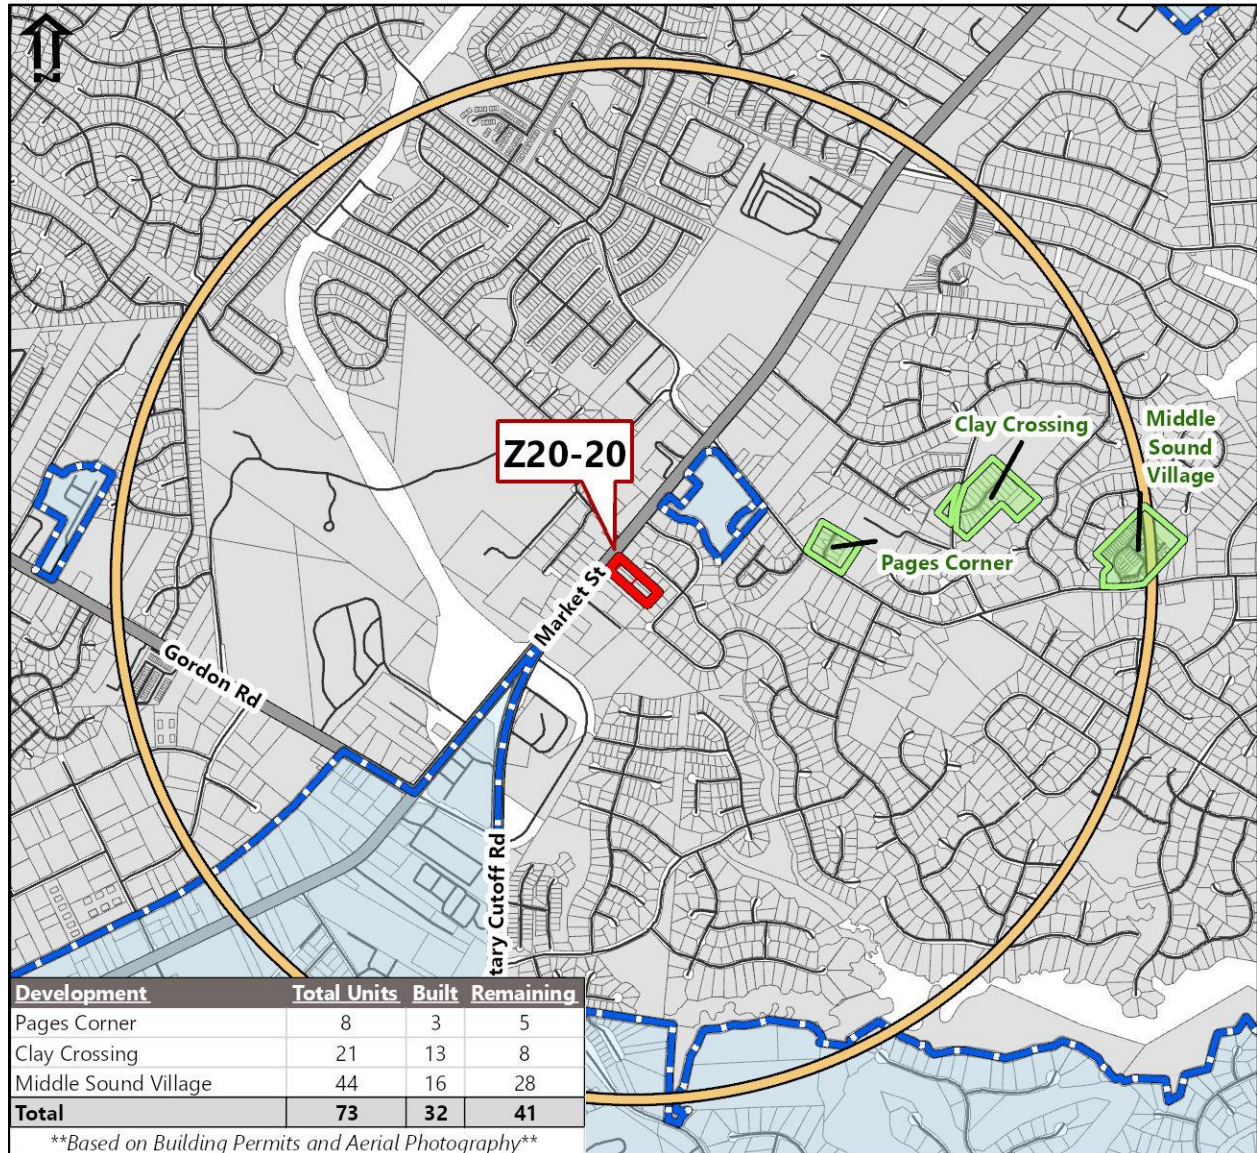 Z20-20
Clay Crossing
Middle
Sound
Village
Pages Corner
Market St
Gordon Rd
tary Cutoff Rd
Development Total Units Built Remaining
Pages Corner 8 3 5
Clay Crossing 21 13 8
Middle Sound Village 44 16 28
Total 73 32 41
**Based on Building Permits and Aerial Photography**